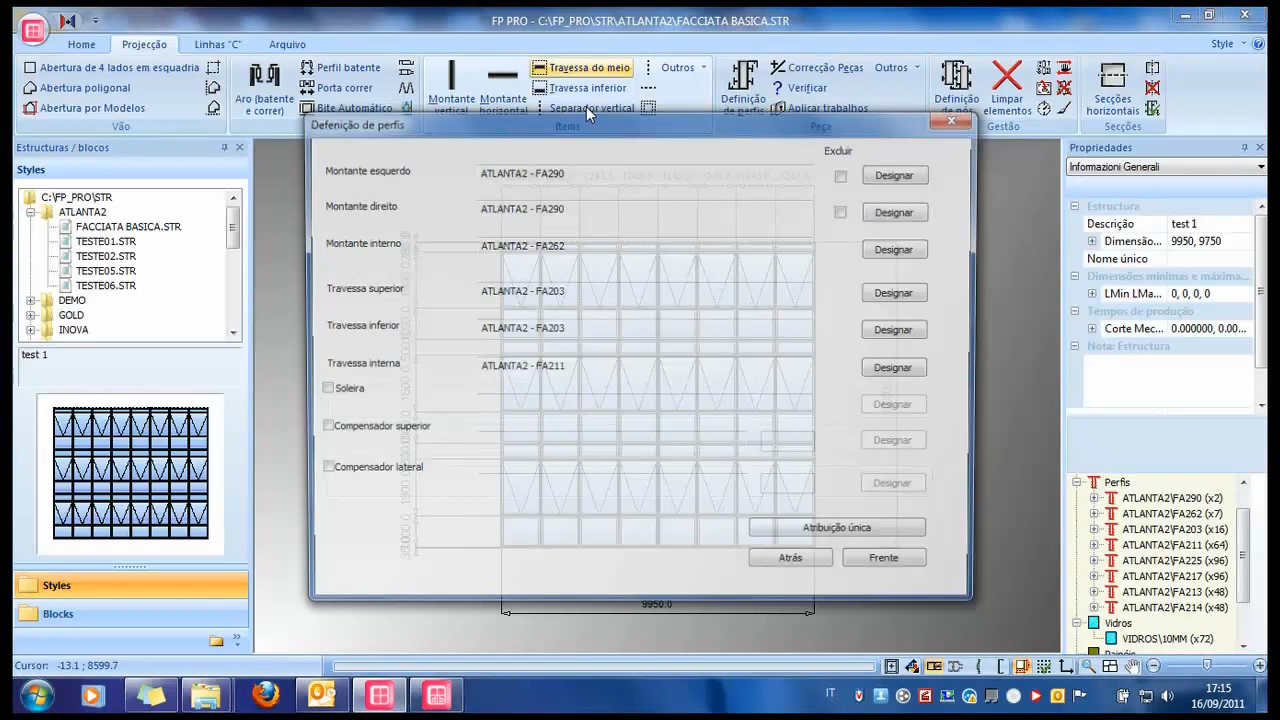 FP PRO - C:\FP_PRO\STR\ATLANTA2\FACCIATA BASICA.STR
Home
Projecção
Linhas "C"
Arquivo
Style
Abertura de 4 lados em esquadria
Abertura poligonal
Abertura por Modelos
Vão
Aro (batente e correr)
Perfil batente
Porta correr
Bite Automático
Montante vertical
Montante horizontal
Travessa do meio
Travessa inferior
Separador vertical
Outros
Items
Definição de perfis
Correcção Peças
Outros
Verificar
Aplicar trabalhos
Peça
Definição de nós
Limpar elementos
Gestão
Secções horizontais
Secções
Estruturas / blocos
Styles
C:\FP_PRO\STR
ATLANTA2
FACCIATA BASICA.STR
TESTE01.STR
TESTE02.STR
TESTE05.STR
TESTE06.STR
DEMO
GOLD
INOVA
test 1
Styles
Blocks
Defenição de perfis
Excluir
Montante esquerdo
ATLANTA2 - FA290
Designar
Montante direito
ATLANTA2 - FA290
Designar
Montante interno
ATLANTA2 - FA262
Designar
Travessa superior
ATLANTA2 - FA203
Designar
Travessa inferior
ATLANTA2 - FA203
Designar
Travessa interna
ATLANTA2 - FA211
Designar
Soleira
Designar
Compensador superior
Designar
Compensador lateral
Designar
Atribuição única
Atrás
Frente
9950.0
Propriedades
Informazioni Generali
Estrutura
Descrição
test 1
Dimensão...
9950, 9750
Nome único
Dimensões minimas e máxima...
LMin LMa...
0, 0, 0, 0
Tempos de produção
Corte Mec...
0.000000, 0.00...
Nota: Estrutura
Perfis
ATLANTA2\FA290 (x2)
ATLANTA2\FA262 (x7)
ATLANTA2\FA203 (x16)
ATLANTA2\FA211 (x64)
ATLANTA2\FA225 (x96)
ATLANTA2\FA217 (x96)
ATLANTA2\FA213 (x48)
ATLANTA2\FA214 (x48)
Vidros
VIDROS\10MM (x72)
Painéis
Cursor: -13.1 ; 8599.7
IT
17:15
16/09/2011